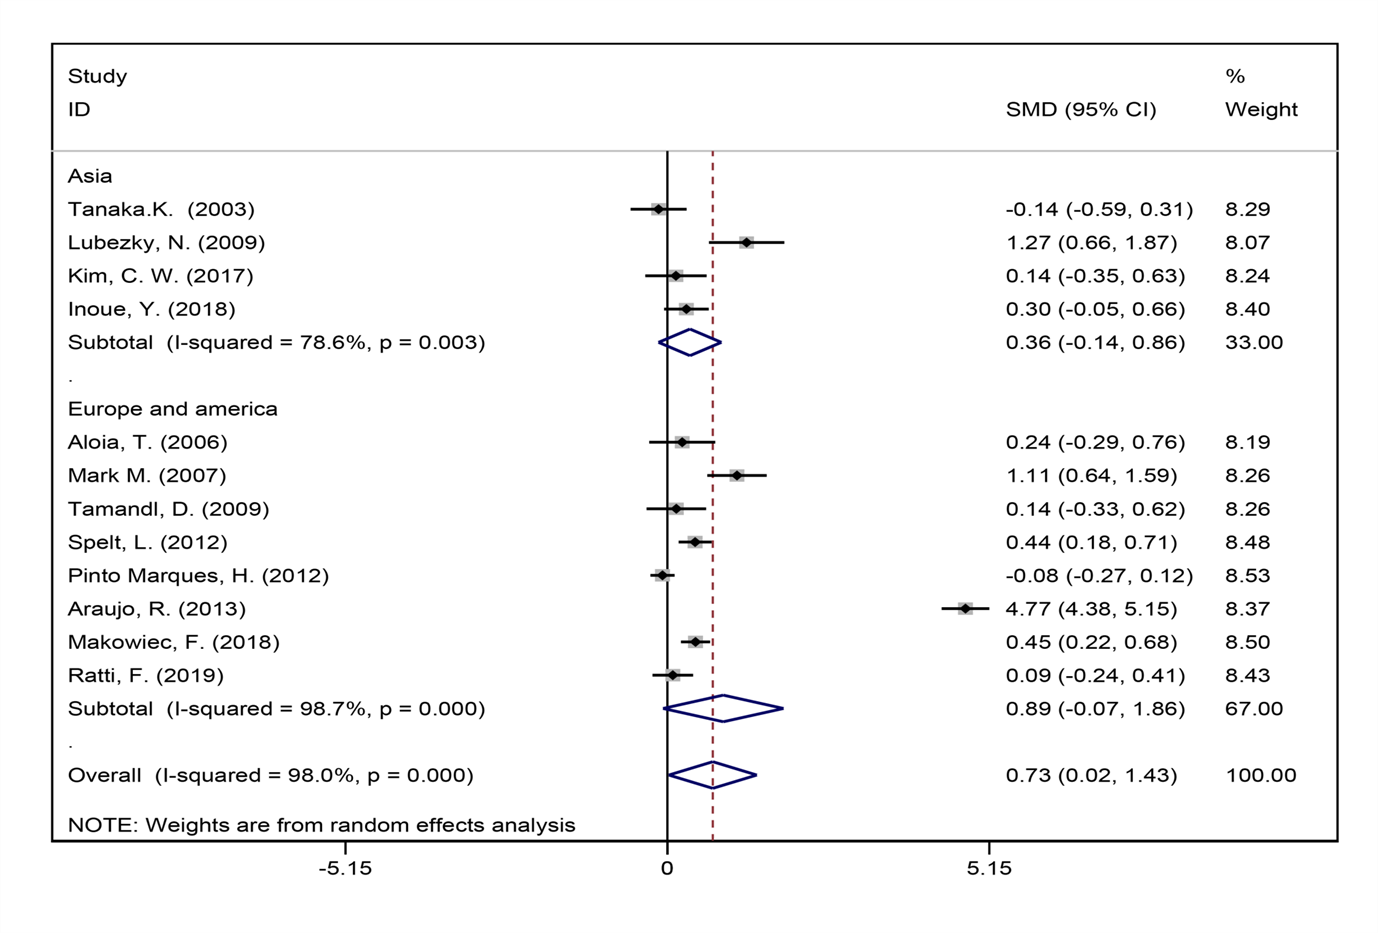 Study %
ID SMD (95% CI) Weight
Asia
Tanaka.K.  (2003) -0.14 (-0.59, 0.31) 8.29
Lubezky, N. (2009) 1.27 (0.66, 1.87) 8.07
Kim, C. W. (2017) 0.14 (-0.35, 0.63) 8.24
Inoue, Y. (2018) 0.30 (-0.05, 0.66) 8.40
Subtotal  (I-squared = 78.6%, p = 0.003) 0.36 (-0.14, 0.86) 33.00
.
Europe and america
Aloia, T. (2006) 0.24 (-0.29, 0.76) 8.19
Mark M. (2007) 1.11 (0.64, 1.59) 8.26
Tamandl, D. (2009) 0.14 (-0.33, 0.62) 8.26
Spelt, L. (2012) 0.44 (0.18, 0.71) 8.48
Pinto Marques, H. (2012) -0.08 (-0.27, 0.12) 8.53
Araujo, R. (2013) 4.77 (4.38, 5.15) 8.37
Makowiec, F. (2018) 0.45 (0.22, 0.68) 8.50
Ratti, F. (2019) 0.09 (-0.24, 0.41) 8.43
Subtotal  (I-squared = 98.7%, p = 0.000) 0.89 (-0.07, 1.86) 67.00
.
Overall  (I-squared = 98.0%, p = 0.000) 0.73 (0.02, 1.43) 100.00
NOTE: Weights are from random effects analysis
-5.15 0 5.15